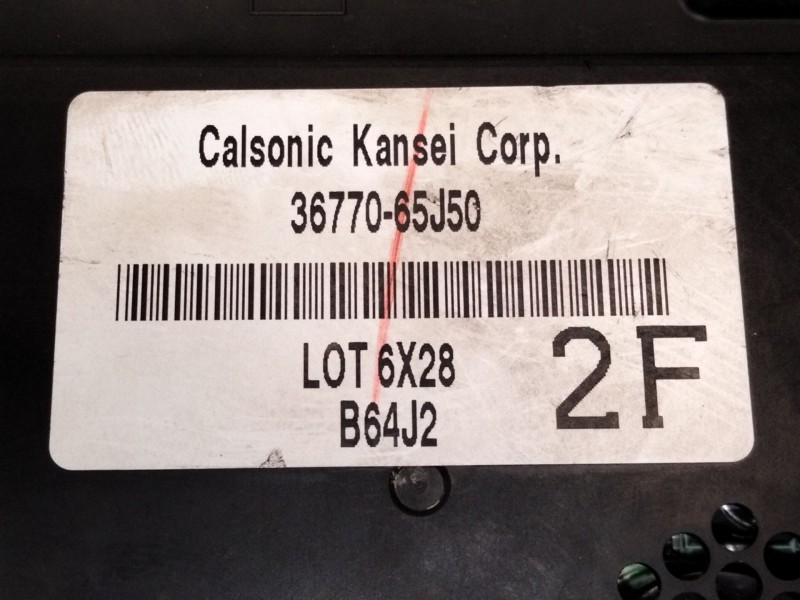 Calsonic Kansei Corp.
36770-65J50
LOT 6X28
B64J2
2F